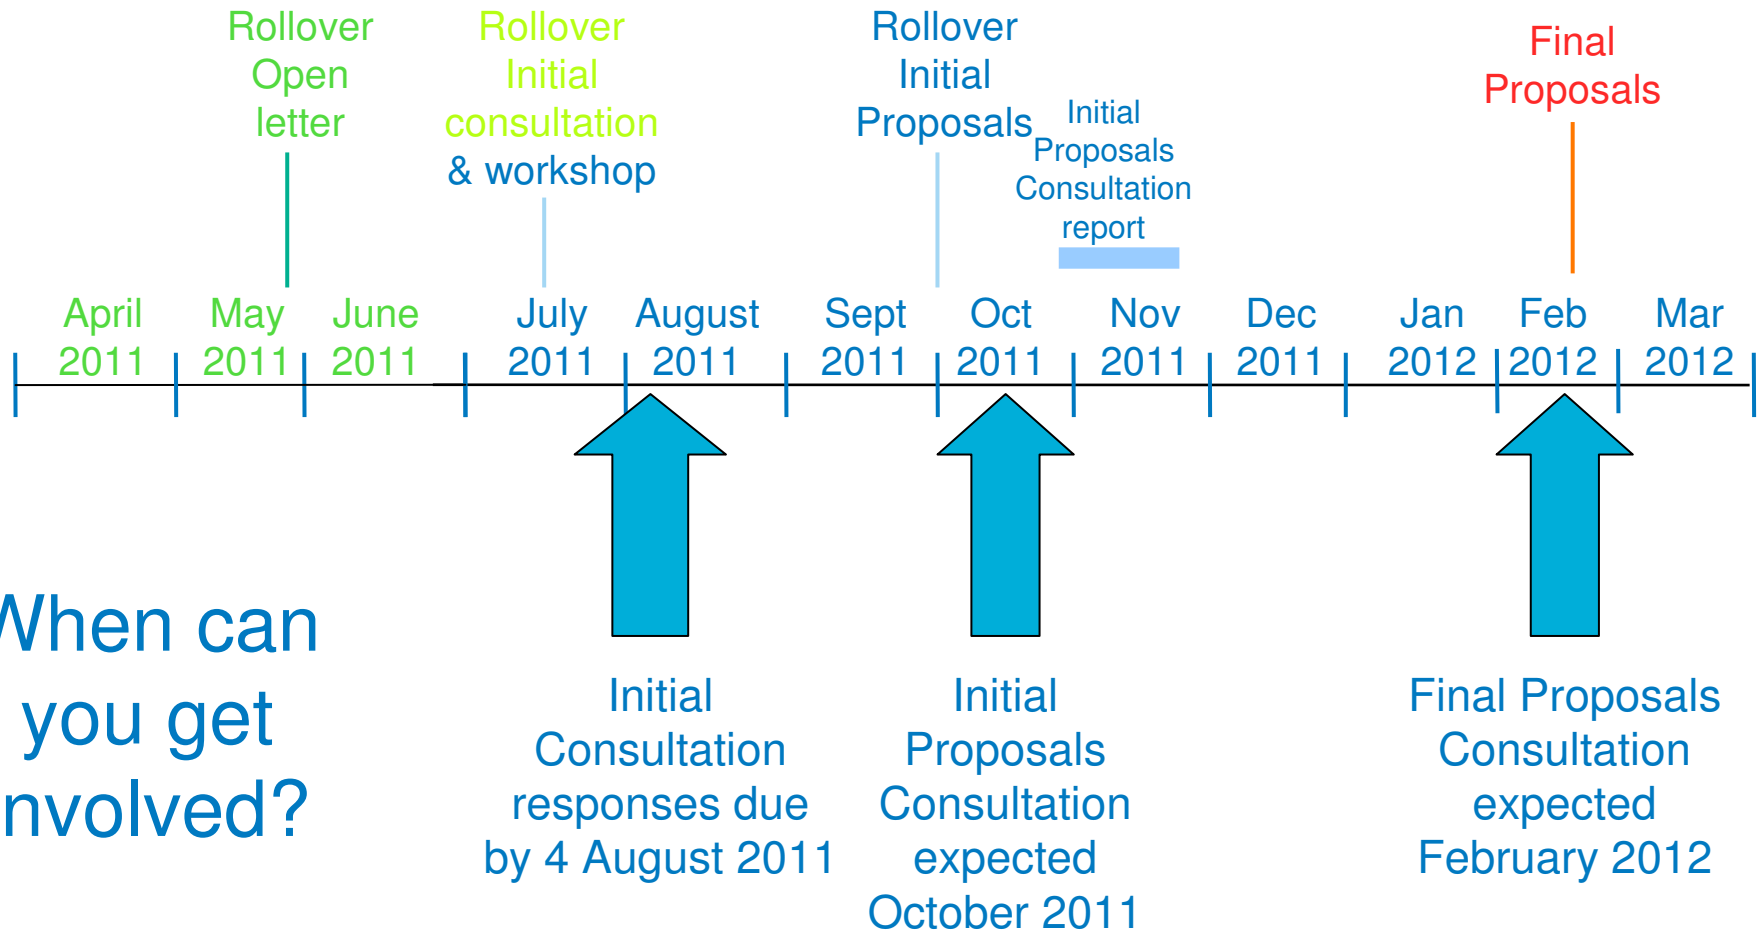 Rollover
Open
letter
Rollover
Initial
consultation
& workshop
Rollover
Initial
Proposals
Initial
Proposals
Consultation
report
Final
Proposals
April
2011
May
2011
June
2011
July
2011
August
2011
Sept
2011
Oct
2011
Nov
2011
Dec
2011
Jan
2012
Feb
2012
Mar
2012
When can
you get
nvolved?
Initial
Consultation
responses due
by 4 August 2011
Initial
Proposals
Consultation
expected
October 2011
Final Proposals
Consultation
expected
February 2012